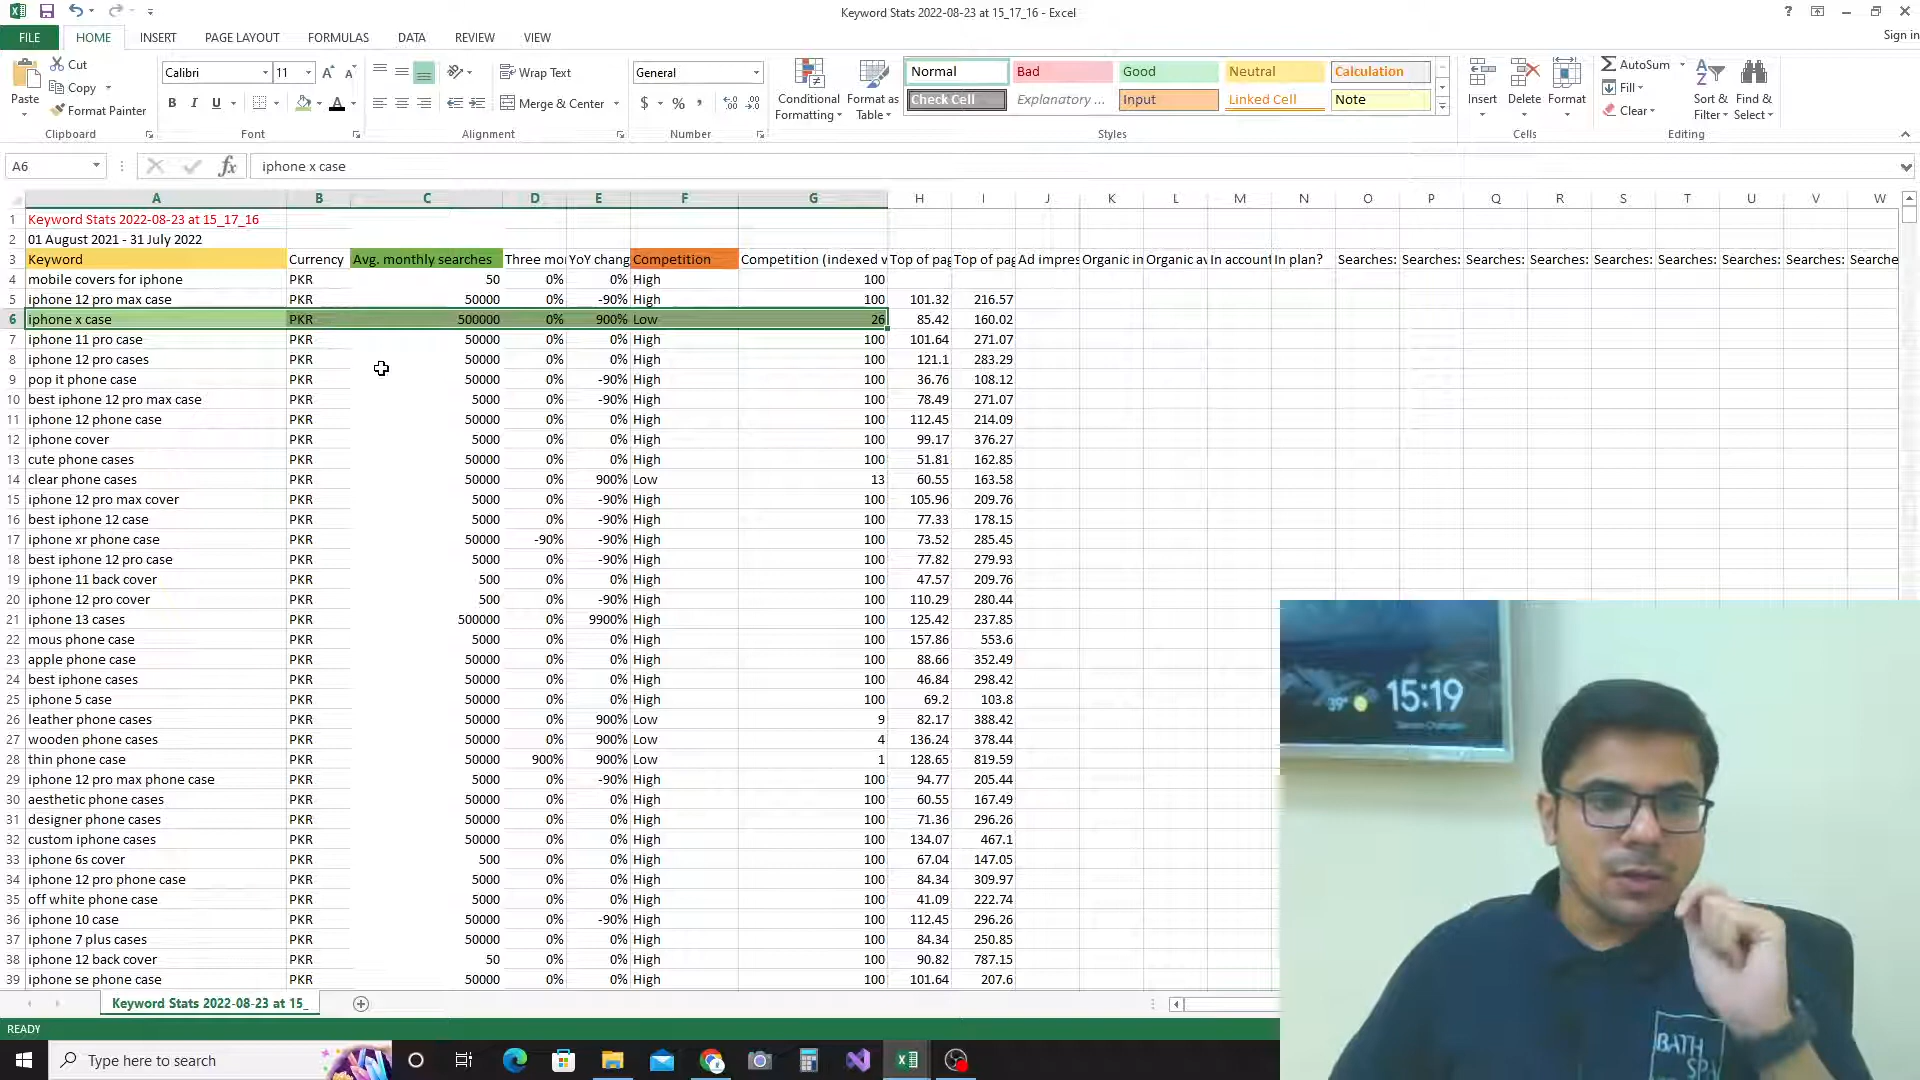 Keyword Stats 2022-08-23 at 15_17_16 - Excel
Sign in
FILE HOME INSERT PAGE LAYOUT FORMULAS DATA REVIEW VIEW
Paste Cut Copy Format Painter Clipboard
Calibri 11 B I U A Font
Wrap Text Merge & Center Alignment
General $ % , Number
Conditional Formatting Format as Table
Normal Bad Good Neutral Calculation
Check Cell Explanatory ... Input Linked Cell Note
Styles
Insert Delete Format Cells
AutoSum Fill Clear Sort & Filter Find & Select Editing
A6 fx iphone x case
A B C D E F G H I J K L M N O P Q R S T U V W
1 Keyword Stats 2022-08-23 at 15_17_16
2 01 August 2021 - 31 July 2022
3 Keyword Currency Avg. monthly searches Three mo YoY chang Competition Competition (indexed v Top of pag Top of pag Ad impres Organic in Organic av In account In plan? Searches: Searches: Searches: Searches: Searches: Searches: Searches: Searches: Searche
4 mobile covers for iphone PKR 50 0% 0% High 100
5 iphone 12 pro max case PKR 50000 0% -90% High 100 101.32 216.57
6 iphone x case PKR 500000 0% 900% Low 26 85.42 160.02
7 iphone 11 pro case PKR 50000 0% 0% High 100 101.64 271.07
8 iphone 12 pro cases PKR 50000 0% 0% High 100 121.1 283.29
9 pop it phone case PKR 50000 0% -90% High 100 36.76 108.12
10 best iphone 12 pro max case PKR 5000 0% -90% High 100 78.49 271.07
11 iphone 12 phone case PKR 50000 0% 0% High 100 112.45 214.09
12 iphone cover PKR 5000 0% 0% High 100 99.17 376.27
13 cute phone cases PKR 50000 0% 0% High 100 51.81 162.85
14 clear phone cases PKR 50000 0% 900% Low 13 60.55 163.58
15 iphone 12 pro max cover PKR 5000 0% -90% High 100 105.96 209.76
16 best iphone 12 case PKR 5000 0% -90% High 100 77.33 178.15
17 iphone xr phone case PKR 50000 -90% -90% High 100 73.52 285.45
18 best iphone 12 pro case PKR 5000 0% -90% High 100 77.82 279.93
19 iphone 11 back cover PKR 500 0% 0% High 100 47.57 209.76
20 iphone 12 pro cover PKR 500 0% -90% High 100 110.29 280.44
21 iphone 13 cases PKR 500000 0% 9900% High 100 125.42 237.85
22 mous phone case PKR 5000 0% 0% High 100 157.86 553.6
23 apple phone case PKR 50000 0% 0% High 100 88.66 352.49
24 best iphone cases PKR 50000 0% 0% High 100 46.84 298.42
25 iphone 5 case PKR 50000 0% 0% High 100 69.2 103.8
26 leather phone cases PKR 50000 0% 900% Low 9 82.17 388.42
27 wooden phone cases PKR 50000 0% 900% Low 4 136.24 378.44
28 thin phone case PKR 50000 900% 900% Low 1 128.65 819.59
29 iphone 12 pro max phone case PKR 5000 0% -90% High 100 94.77 205.44
30 aesthetic phone cases PKR 50000 0% 0% High 100 60.55 167.49
31 designer phone cases PKR 50000 0% 0% High 100 71.36 296.26
32 custom iphone cases PKR 50000 0% 0% High 100 134.07 467.1
33 iphone 6s cover PKR 500 0% 0% High 100 67.04 147.05
34 iphone 12 pro phone case PKR 5000 0% 0% High 100 84.34 309.97
35 off white phone case PKR 5000 0% 0% High 100 41.09 222.74
36 iphone 10 case PKR 50000 0% -90% High 100 112.45 296.26
37 iphone 7 plus cases PKR 50000 0% 0% High 100 84.34 250.85
38 iphone 12 back cover PKR 50 0% 0% High 100 90.82 787.15
39 iphone se phone case PKR 50000 0% 0% High 100 101.64 207.6
39° 15:19
BATH
SPA
Keyword Stats 2022-08-23 at 15_
READY
Type here to search